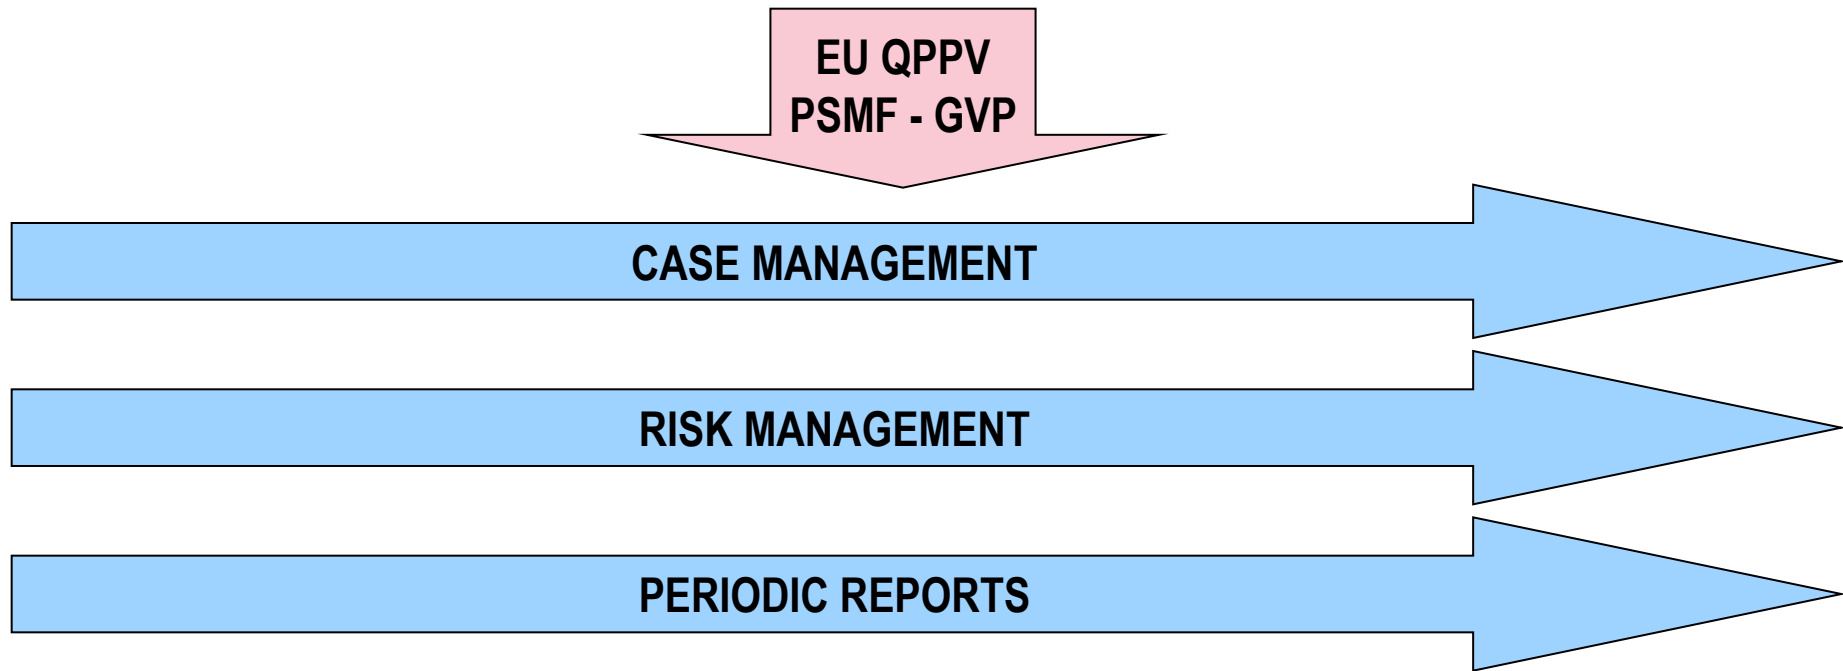 EU QPPV
PSMF - GVP
CASE MANAGEMENT
RISK MANAGEMENT
PERIODIC REPORTS